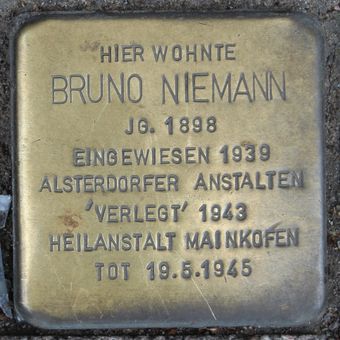 HIER WOHNTE
BRUNO NIEMANN
JG. 1898
EINGEWIESEN 1939
ALSTERDORFER ANSTALTEN
'VERLEGT' 1943
HEILANSTALT MAINKOFEN
TOT 19.5.1945